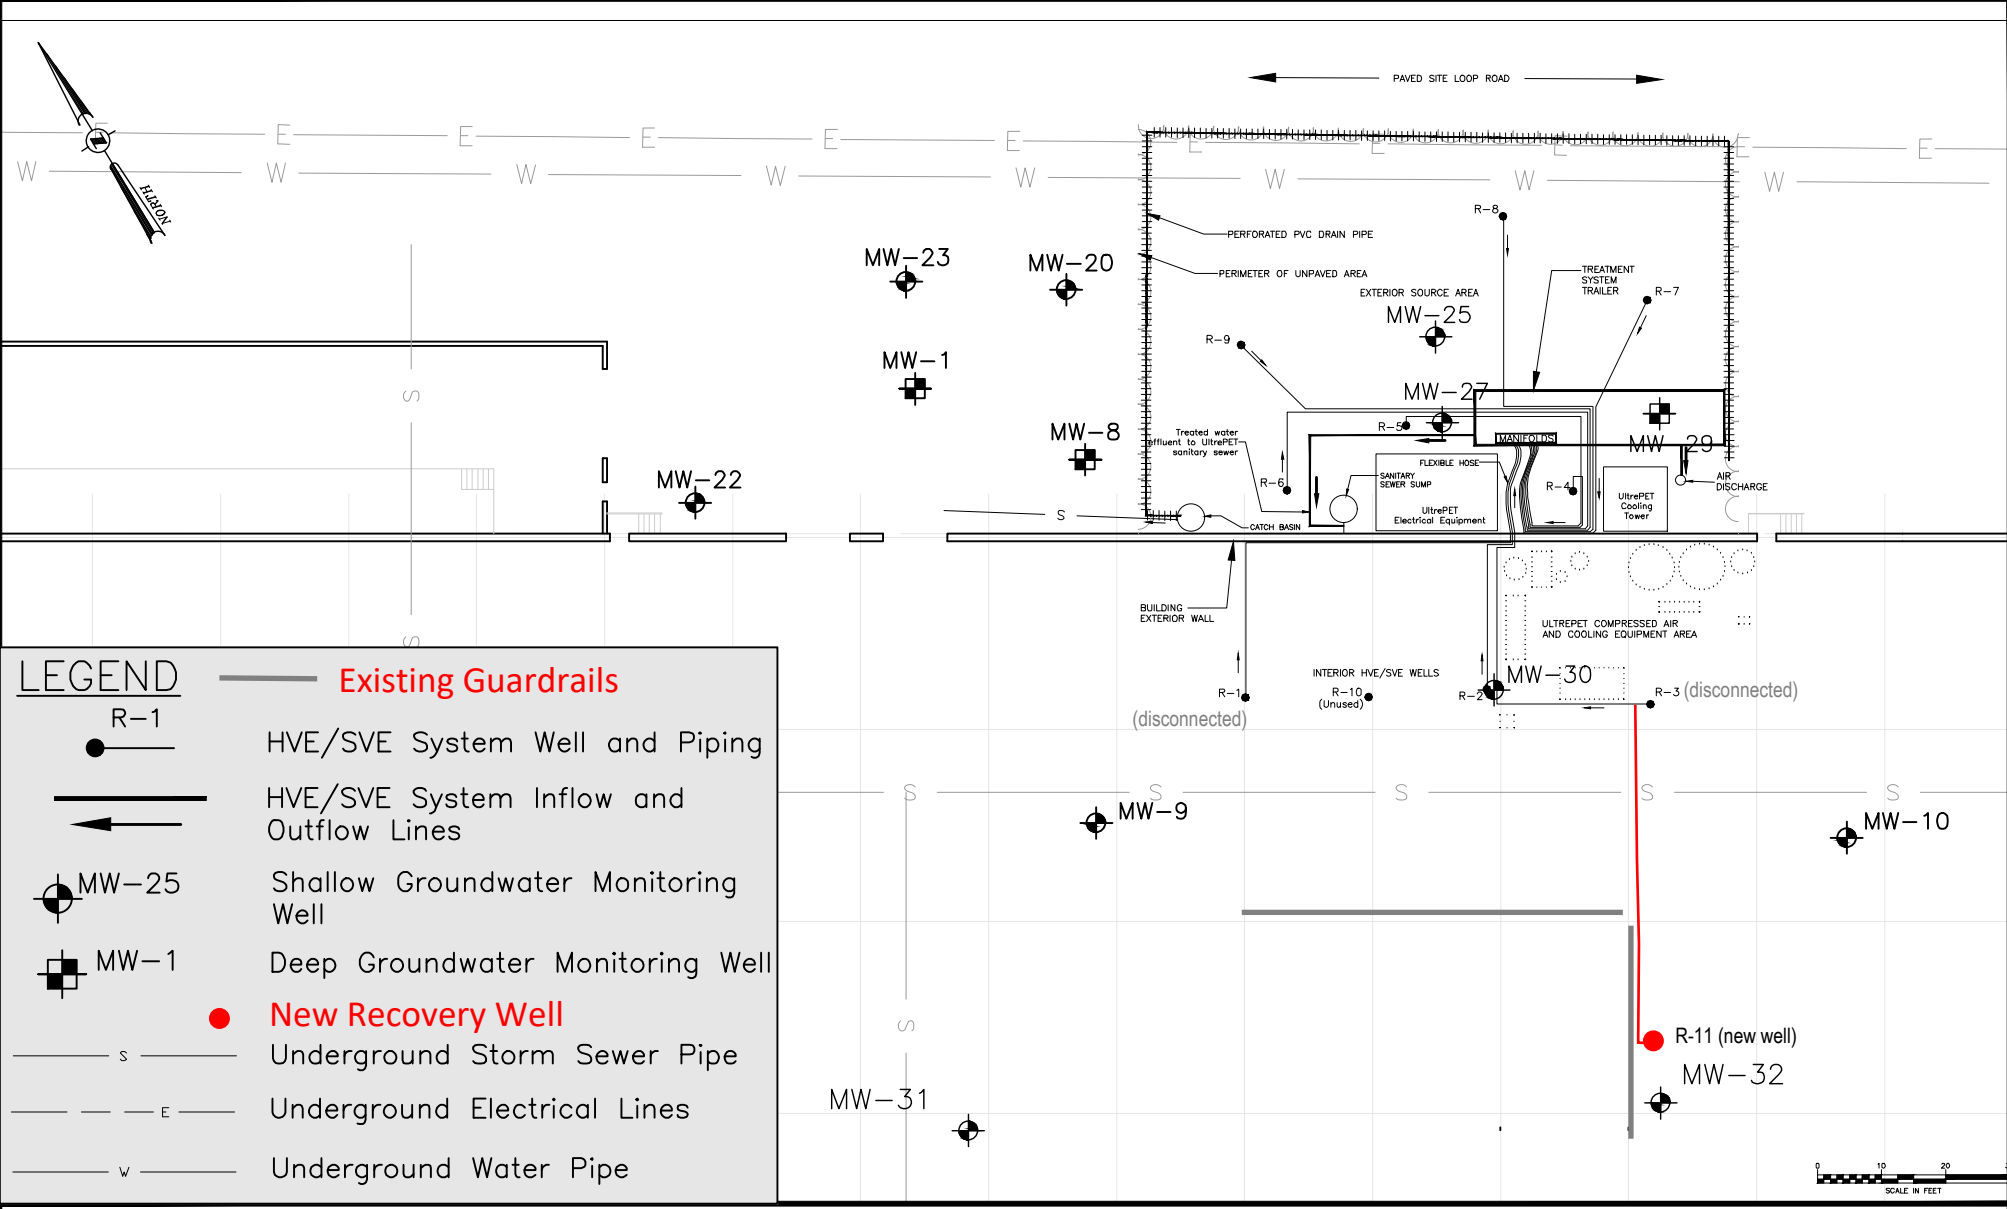 PAVED SITE LOOP ROAD
E E E E E E E E E E
W W W W W W W W
NORTH
R-8
PERFORATED PVC DRAIN PIPE
MW-23
MW-20
PERIMETER OF UNPAVED AREA
TREATMENT
SYSTEM
TRAILER
EXTERIOR SOURCE AREA
R-7
MW-25
R-9
MW-1
MW-27
S
R-5
MW-8
Treated water
effluent to UltrePET
sanitary sewer
MANIFOLDS
MW-29
FLEXIBLE HOSE
MW-22
R-6
SANITARY
SEWER SUMP
R-4
AIR
DISCHARGE
UltrePET
Cooling
Tower
UltrePET
Electrical Equipment
S
CATCH BASIN
BUILDING
EXTERIOR WALL
ULTREPET COMPRESSED AIR
AND COOLING EQUIPMENT AREA
S
INTERIOR HVE/SVE WELLS
MW-30
R-1
R-10
(Unused)
R-2
R-3 (disconnected)
(disconnected)
S S S S S
MW-9
MW-10
S
R-11 (new well)
MW-32
MW-31
LEGEND
Existing Guardrails
R-1
HVE/SVE System Well and Piping
HVE/SVE System Inflow and
Outflow Lines
MW-25
Shallow Groundwater Monitoring
Well
MW-1
Deep Groundwater Monitoring Well
New Recovery Well
S
Underground Storm Sewer Pipe
E
Underground Electrical Lines
W
Underground Water Pipe
0 10 20
SCALE IN FEET